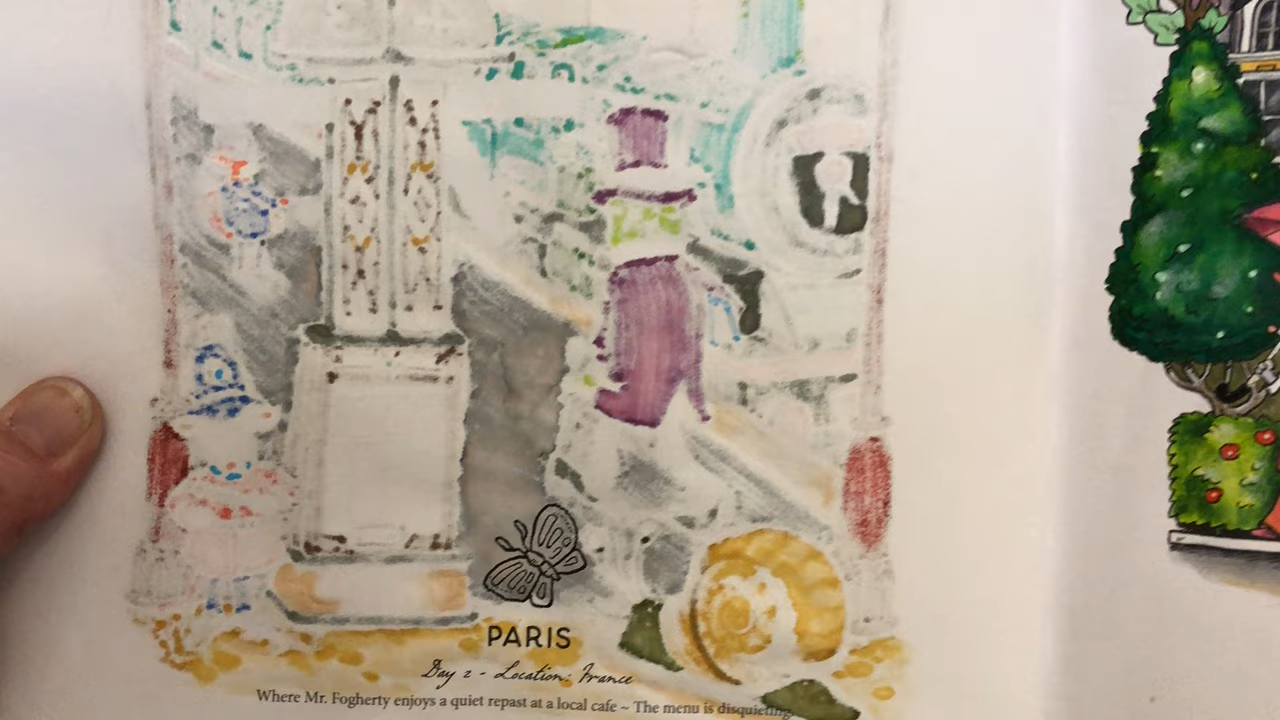 PARIS
Day 2 - Location: France
Where Mr. Fogherty enjoys a quiet repast at a local cafe ~ The menu is disquieting